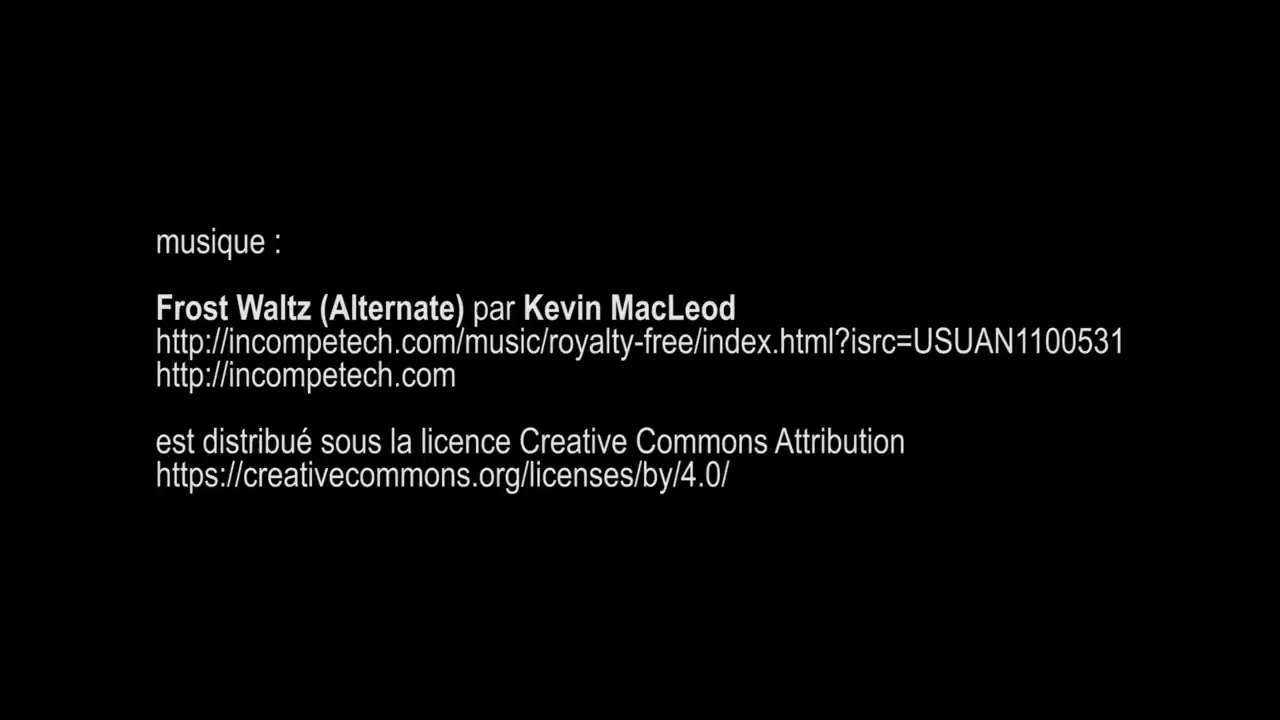 musique :
Frost Waltz (Alternate) par Kevin MacLeod
http://incompetech.com/music/royalty-free/index.html?isrc=USUAN1100531
http://incompetech.com
est distribué sous la licence Creative Commons Attribution
https://creativecommons.org/licenses/by/4.0/